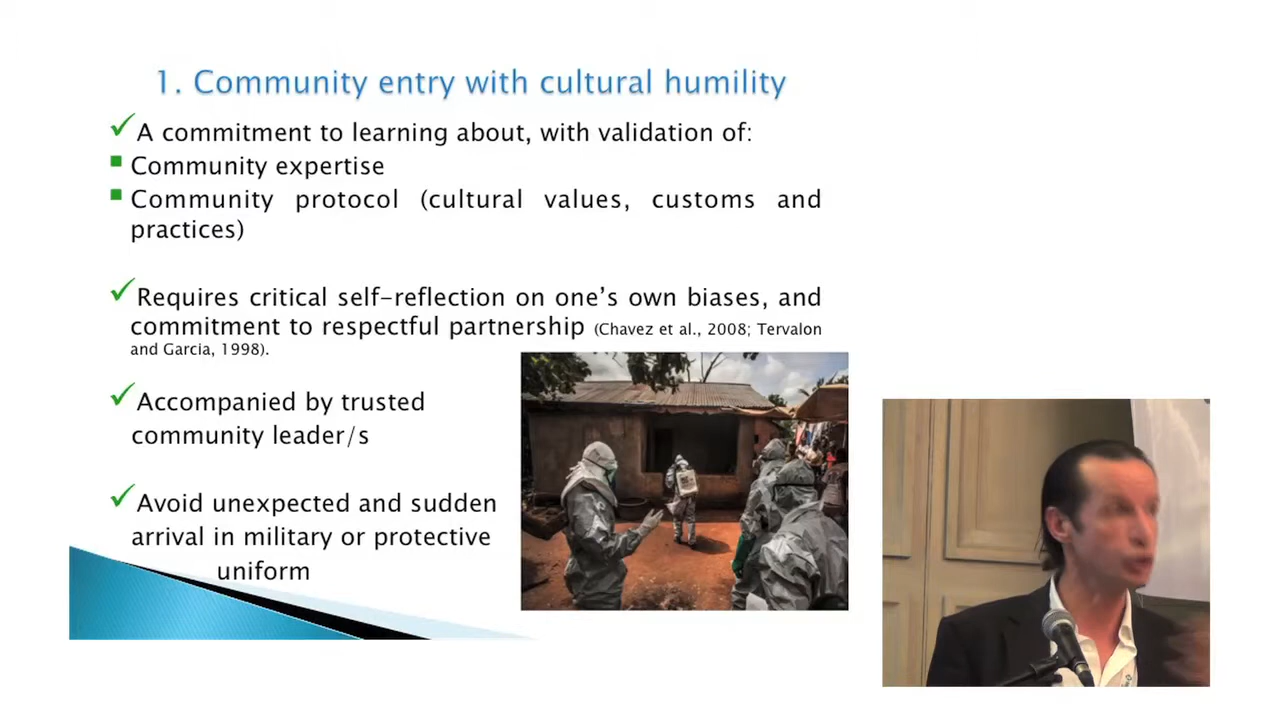 1. Community entry with cultural humility
A commitment to learning about, with validation of:
Community expertise
Community protocol (cultural values, customs and
practices)
Requires critical self-reflection on one's own biases, and
commitment to respectful partnership (Chavez et al., 2008; Tervalon
and Garcia, 1998).
Accompanied by trusted
community leader/s
Avoid unexpected and sudden
arrival in military or protective
uniform